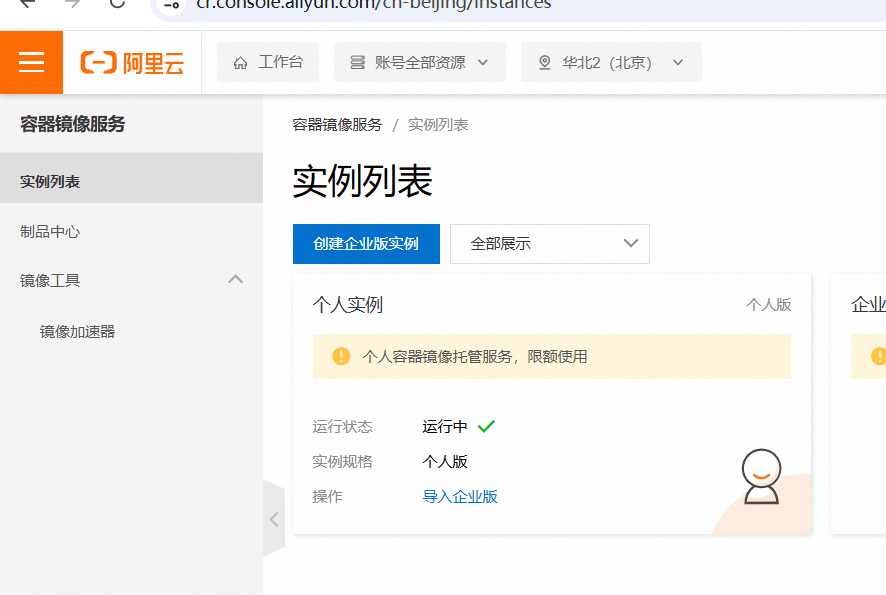 cr.console.aliyun.com/cn-beijing/instances
阿里云
工作台
账号全部资源
华北2（北京）
容器镜像服务
实例列表
制品中心
镜像工具
镜像加速器
容器镜像服务 / 实例列表
实例列表
创建企业版实例
全部展示
个人实例
个人版
个人容器镜像托管服务，限额使用
运行状态 运行中
实例规格 个人版
操作 导入企业版
企业